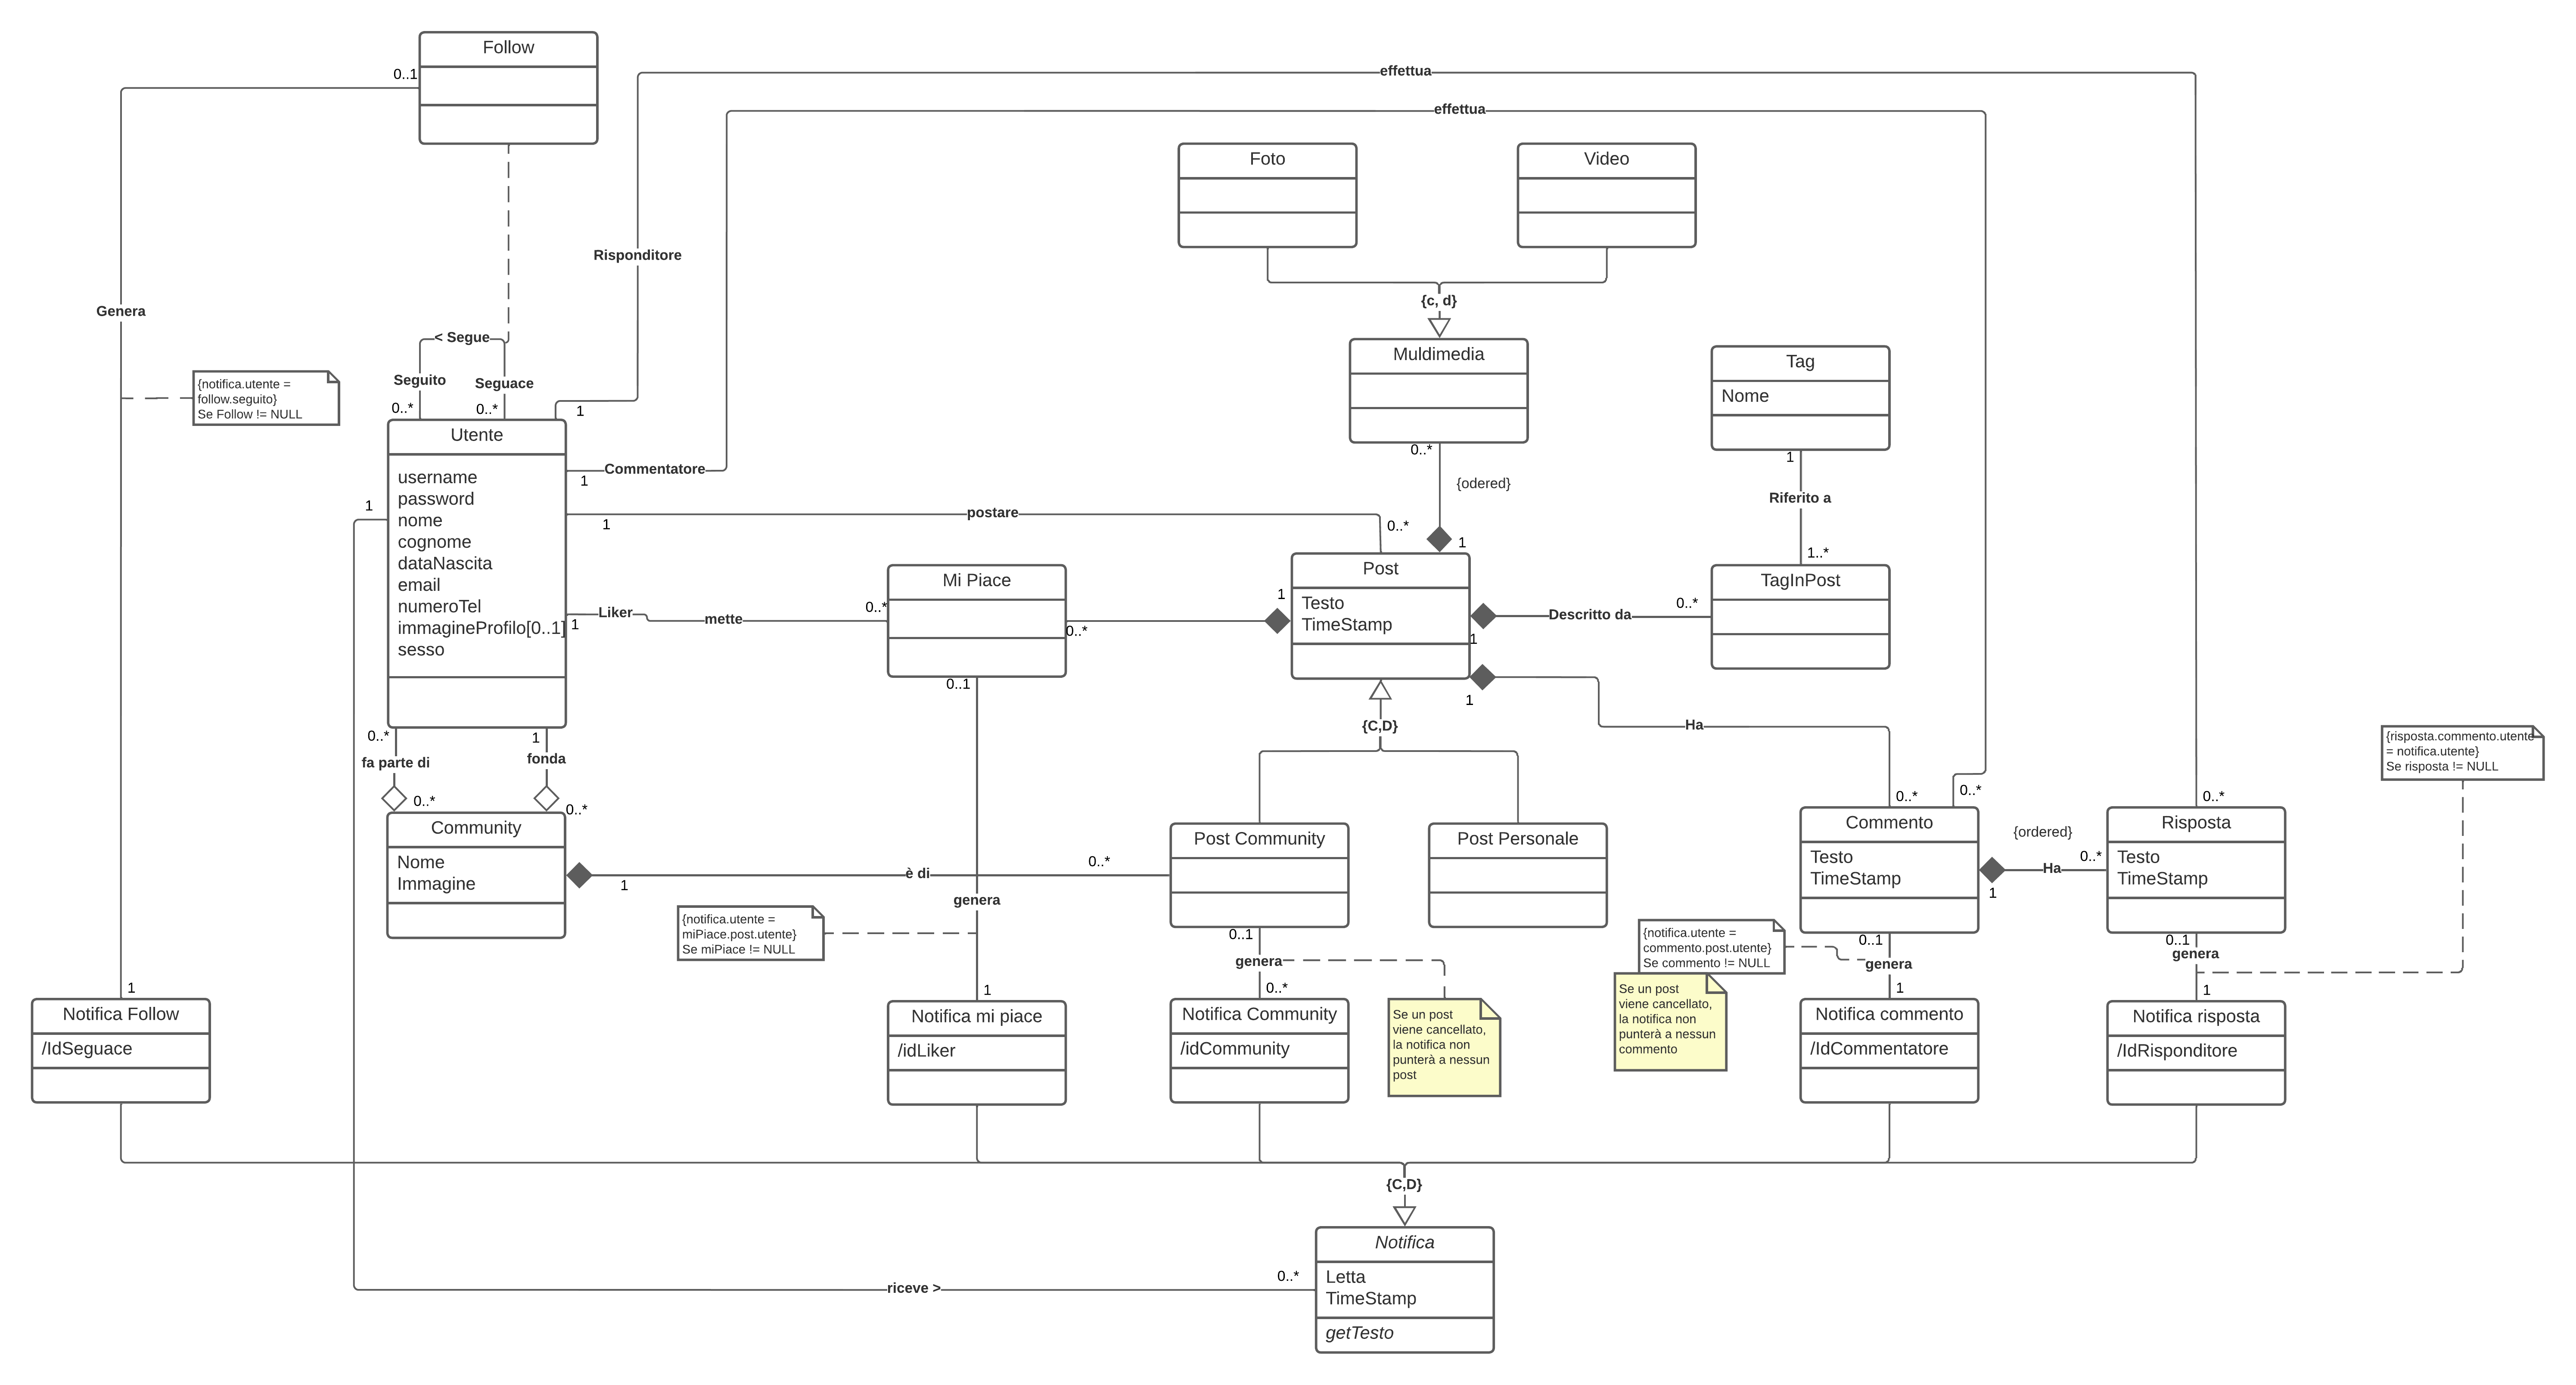 Follow
0..1
effettua
effettua
Foto
Video
Risponditore
Genera
{c, d}
< Segue
Muldimedia
Tag
Nome
{notifica.utente =
follow.seguito}
Se Follow != NULL
Seguito
Seguace
0..*
0..*
1
Utente
username
password
nome
cognome
dataNascita
email
numeroTel
immagineProfilo[0..1]
sesso
Commentatore
1
1
0..*
{odered}
1
Riferito a
postare
1
0..*
1
1..*
Mi Piace
Post
Testo
TimeStamp
TagInPost
Liker
1
mette
0..*
0..*
1
Descritto da
0..*
1
0..1
1
{C,D}
Ha
0..*
1
fa parte di
fonda
0..*
0..*
{risposta.commento.utente
= notifica.utente}
Se risposta != NULL
0..*
0..*
0..*
Community
Nome
Immagine
1
è di
0..*
Post Community
Post Personale
Commento
Testo
TimeStamp
{ordered}
0..*
Ha
1
Risposta
Testo
TimeStamp
genera
{notifica.utente =
miPiace.post.utente}
Se miPiace != NULL
0..1
genera
0..*
{notifica.utente =
commento.post.utente}
Se commento != NULL
0..1
genera
1
0..1
genera
1
1
1
Notifica Follow
/IdSeguace
Notifica mi piace
/idLiker
Notifica Community
/idCommunity
Se un post
viene cancellato,
la notifica non
punterà a nessun
post
Se un post
viene cancellato,
la notifica non
punterà a nessun
commento
Notifica commento
/IdCommentatore
Notifica risposta
/IdRisponditore
{C,D}
Notifica
Letta
TimeStamp
getTesto
riceve >
0..*